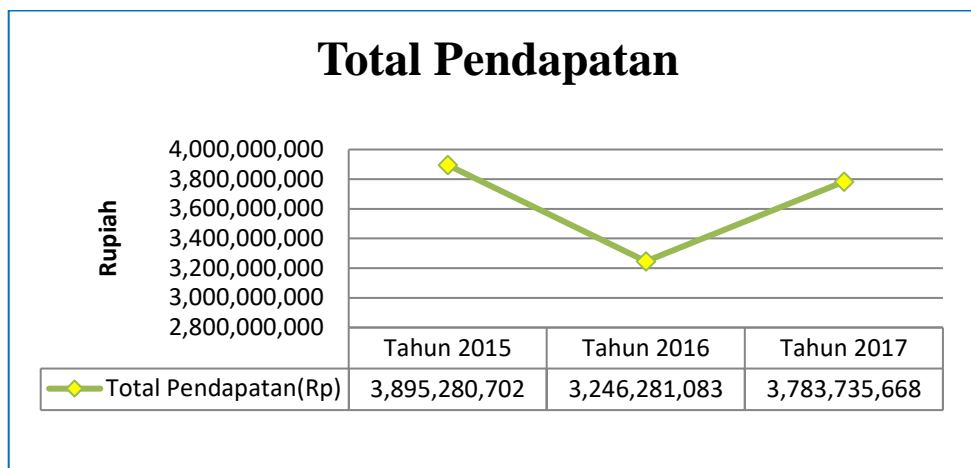 Total Pendapatan
Rupiah
4,000,000,000
3,800,000,000
3,600,000,000
3,400,000,000
3,200,000,000
3,000,000,000
2,800,000,000
Tahun 2015 Tahun 2016 Tahun 2017
Total Pendapatan(Rp) 3,895,280,702 3,246,281,083 3,783,735,668